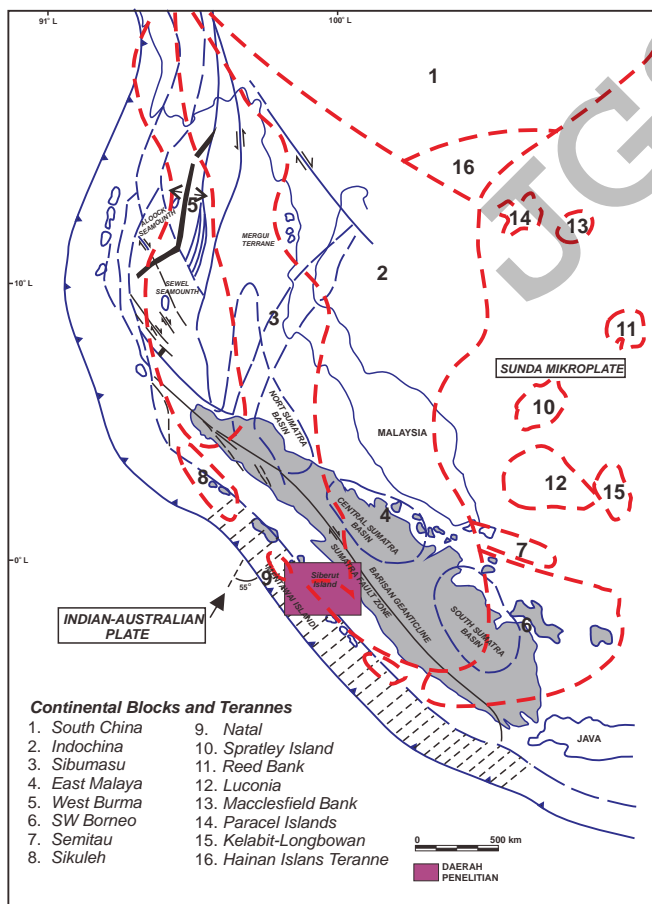 91° L
100° L
JGS
1
16
14
13
5
ALOOCK
SEAMOUNTH
MERGUI
TERRANE
2
SEWEL
SEAMOUNTH
10° L
3
11
SUNDA MIKROPLATE
10
NORT SUMATRA
BASIN
MALAYSIA
8
12
15
4
CENTRAL SUMATRA
BASIN
7
0° L
SUMATRA FAULT ZONE
9
Siberut
Island
BARISAN GEANTICLINE
55°
SOUTH SUMATRA
BASIN
6
INDIAN-AUSTRALIAN
PLATE
JAVA
Continental Blocks and Terannes
1. South China
2. Indochina
3. Sibumasu
4. East Malaya
5. West Burma
6. SW Borneo
7. Semitau
8. Sikuleh
9. Natal
10. Spratley Island
11. Reed Bank
12. Luconia
13. Macclesfield Bank
14. Paracel Islands
15. Kelabit-Longbowan
16. Hainan Islans Teranne
0 500 km
DAERAH
PENELITIAN